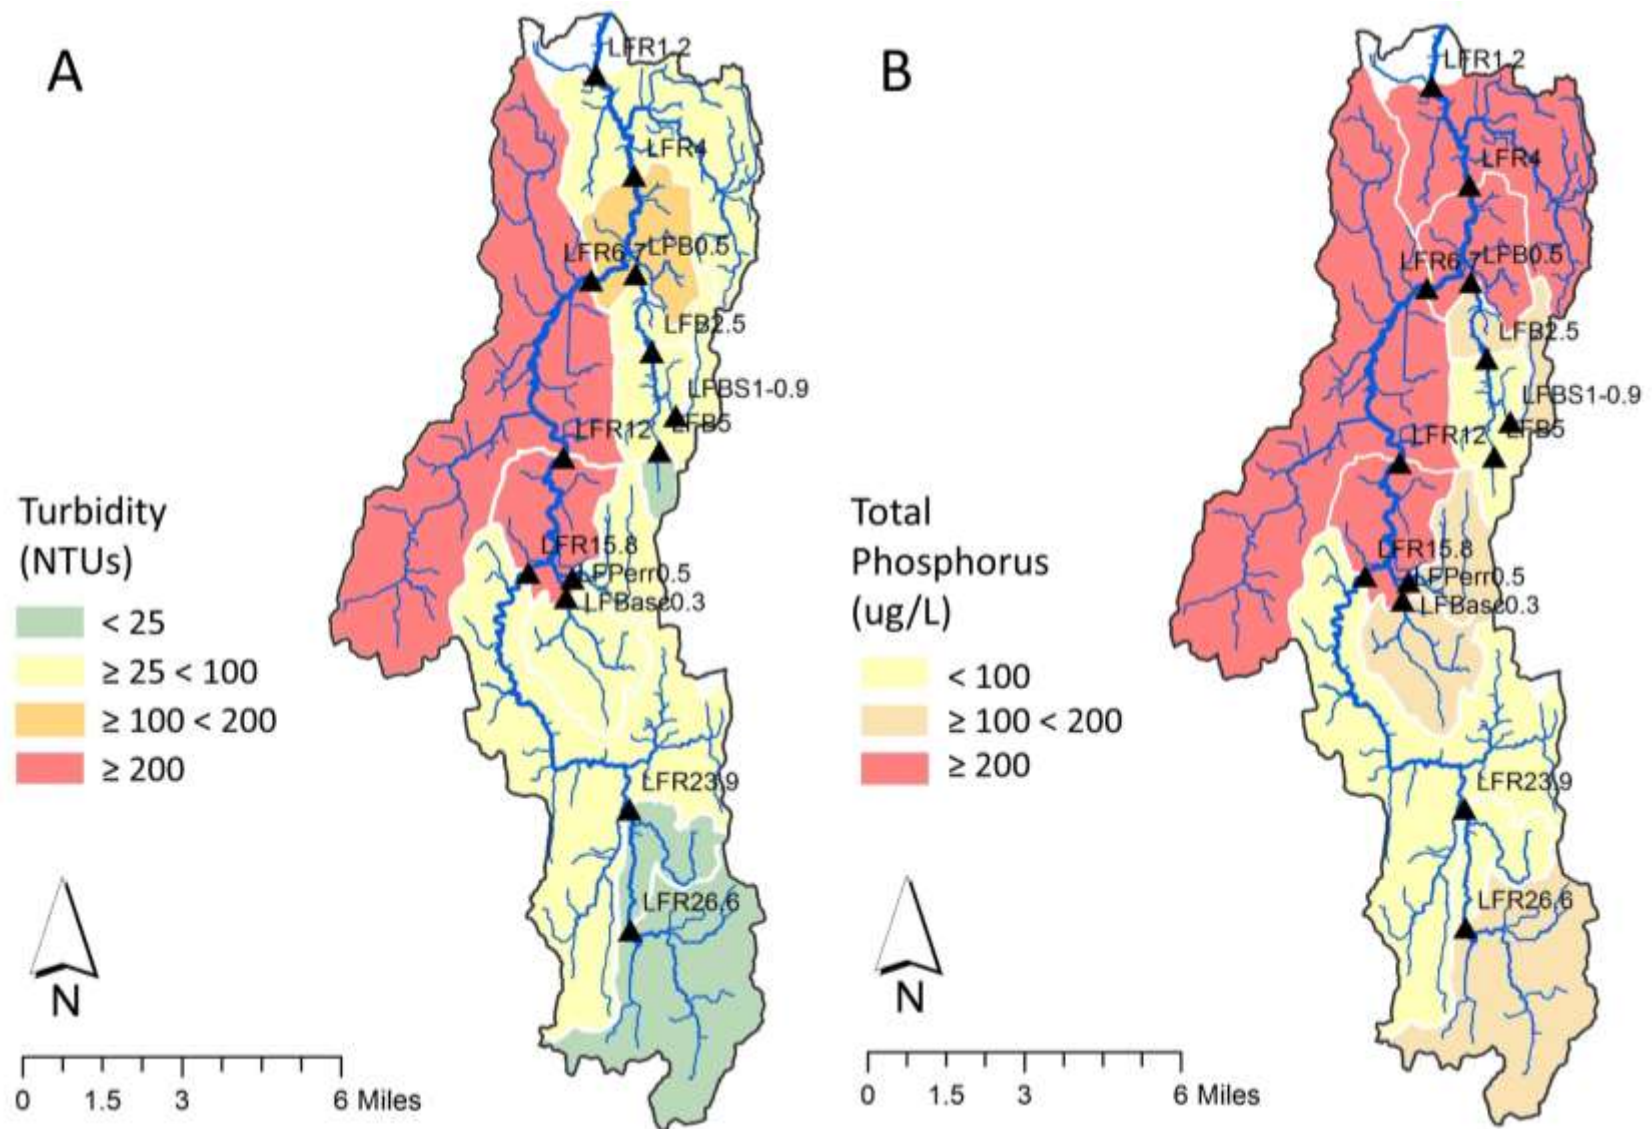 A
LFR1.2
LFR4
LFR6.7
LPB0.5
LFB2.5
LFBS1-0.9
LFR12
LFB5
LFR15.8
LFPerr0.5
LFBasc0.3
LFR23.9
LFR26.6
Turbidity
(NTUs)
< 25
≥ 25 < 100
≥ 100 < 200
≥ 200
N
0 1.5 3 6 Miles
B
LFR1.2
LFR4
LFR6.7
LPB0.5
LFB2.5
LFBS1-0.9
LFR12
LFB5
LFR15.8
LFPerr0.5
LFBasc0.3
LFR23.9
LFR26.6
Total
Phosphorus
(ug/L)
< 100
≥ 100 < 200
≥ 200
N
0 1.5 3 6 Miles